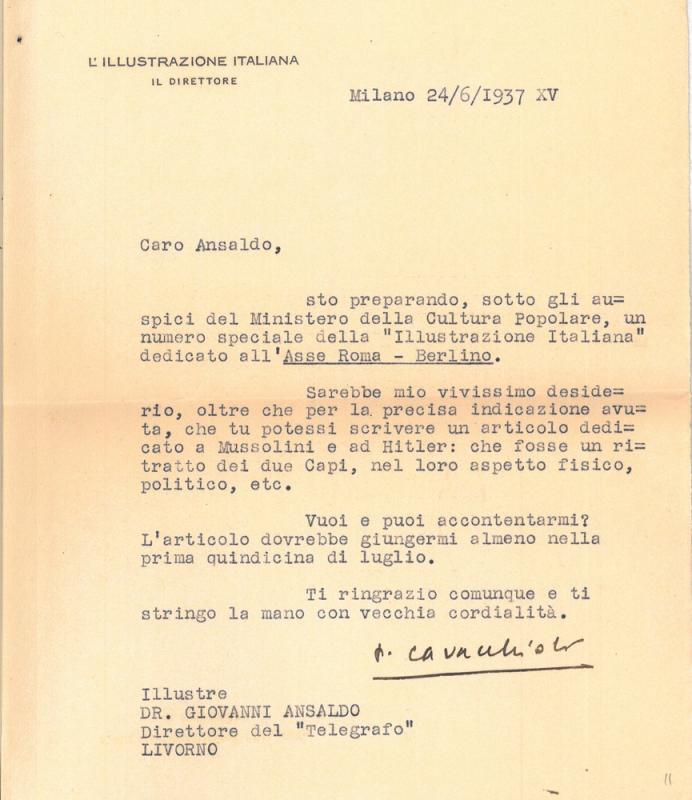 L'ILLUSTRAZIONE ITALIANA
IL DIRETTORE
Milano 24/6/1937 XV
Caro Ansaldo,
sto preparando, sotto gli au=
spici del Ministero della Cultura Popolare, un
numero speciale della "Illustrazione Italiana"
dedicato all'Asse Roma - Berlino.
Sarebbe mio vivissimo deside=
rio, oltre che per la precisa indicazione avu=
ta, che tu potessi scrivere un articolo dedi=
cato a Mussolini e ad Hitler: che fosse un ri=
tratto dei due Capi, nel loro aspetto fisico,
politico, etc.
Vuoi e puoi accontentarmi?
L'articolo dovrebbe giungermi almeno nella
prima quindicina di luglio.
Ti ringrazio comunque e ti
stringo la mano con vecchia cordialità.
Cavacchioli
Illustre
DR. GIOVANNI ANSALDO
Direttore del "Telegrafo"
LIVORNO
11